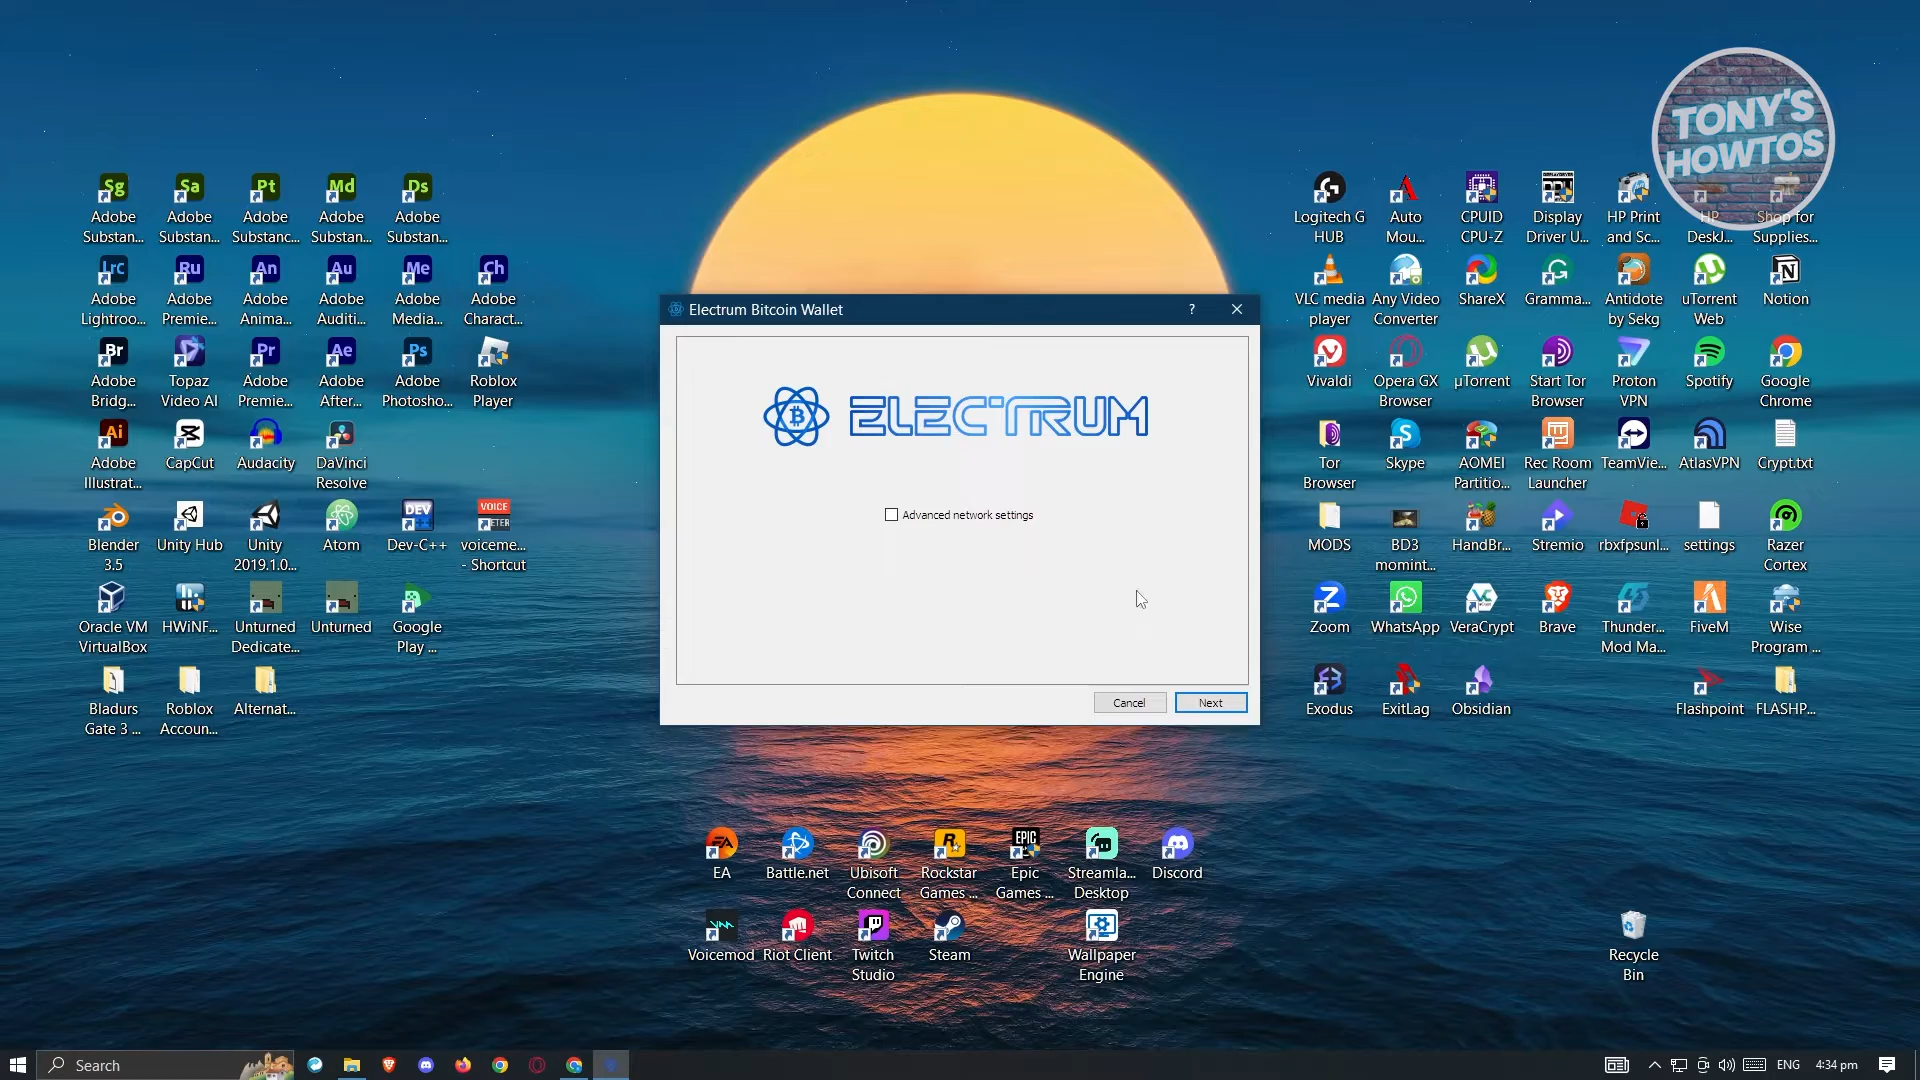 TONY'S
HOWTOS
Sg Sa Pt Md Ds
Adobe Substan...
Adobe Substan...
Adobe Substanc...
Adobe Substan...
Adobe Substan...
Lrc Ru An Au Me Ch
Adobe Lightroo...
Adobe Premie...
Adobe Anima...
Adobe Auditi...
Adobe Media...
Adobe Charact...
Br Pr Ae Ps
Adobe Bridg...
Topaz Video AI
Adobe Premie...
Adobe After...
Adobe Photosho...
Roblox Player
Ai
Adobe Illustrat...
CapCut
Audacity
DaVinci Resolve
DEV
VOICE
METER
Blender 3.5
Unity Hub
Unity 2019.1.0...
Atom
Dev-C++
voiceme... - Shortcut
Oracle VM VirtualBox
HWiNF...
Unturned Dedicate...
Unturned
Google Play ...
Bladurs Gate 3 ...
Roblox Accoun...
Alternat...
Electrum Bitcoin Wallet
?
ELECTRUM
Advanced network settings
Cancel
Next
Logitech G HUB
Auto Mou...
CPUID CPU-Z
Display Driver U...
HP Print and Sc...
HP DeskJ...
Shop for Supplies...
VLC media player
Any Video Converter
ShareX
Gramma...
Antidote by Sekg
uTorrent Web
Notion
Vivaldi
Opera GX Browser
µTorrent
Start Tor Browser
Proton VPN
Spotify
Google Chrome
Tor Browser
Skype
AOMEI Partitio...
Rec Room Launcher
TeamVie...
AtlasVPN
Crypt.txt
MODS
BD3 momint...
HandBr...
Stremio
rbxfpsunl...
settings
Razer Cortex
Zoom
WhatsApp
VeraCrypt
Brave
Thunder... Mod Ma...
FiveM
Wise Program ...
Exodus
ExitLag
Obsidian
Flashpoint
FLASHP...
EA
EPIC
GAMES
EA
Battle.net
Ubisoft Connect
Rockstar Games ...
Epic Games ...
Streamla... Desktop
Discord
Voicemod
Riot Client
Twitch Studio
Steam
Wallpaper Engine
Recycle Bin
Search
ENG
4:34 pm